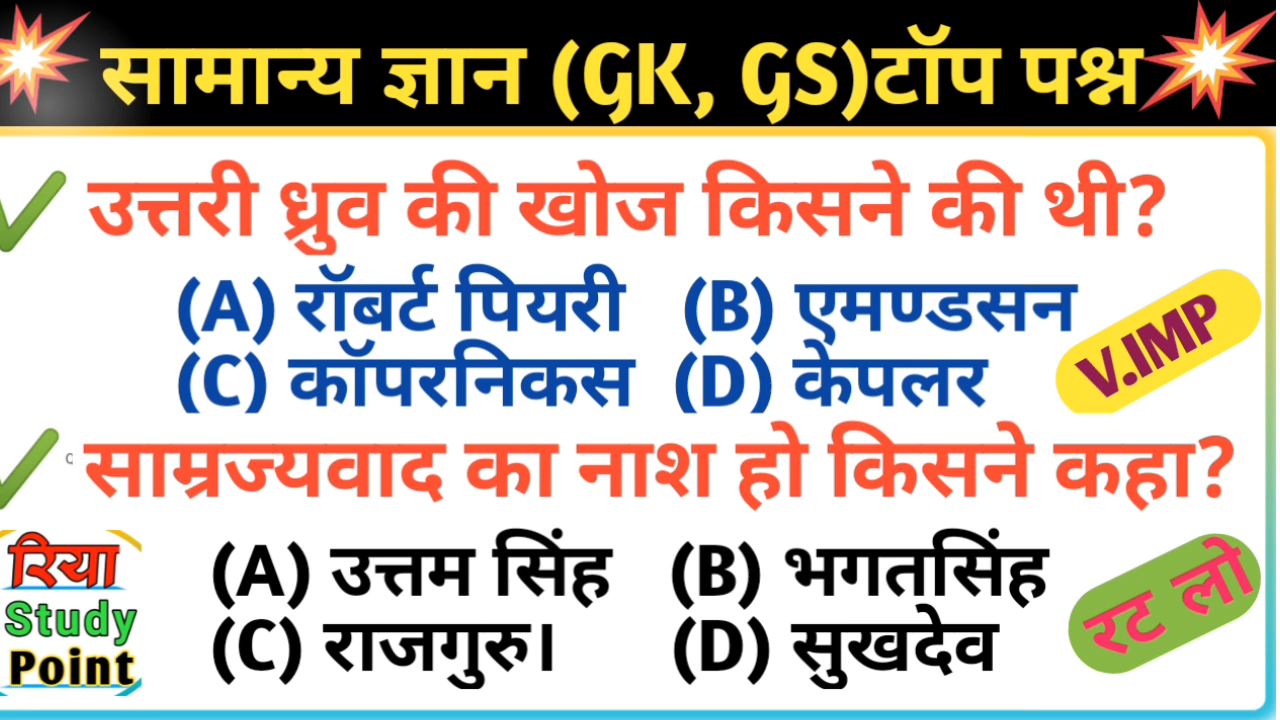 सामान्य ज्ञान (GK, GS)टॉप पश्न
उत्तरी ध्रुव की खोज किसने की थी?
(A) रॉबर्ट पियरी (B) एमण्डसन
(C) कॉपरनिकस (D) केपलर
V.IMP
साम्रज्यवाद का नाश हो किसने कहा?
(A) उत्तम सिंह (B) भगतसिंह
(C) राजगुरु। (D) सुखदेव
रट लो
रिया
Study
Point